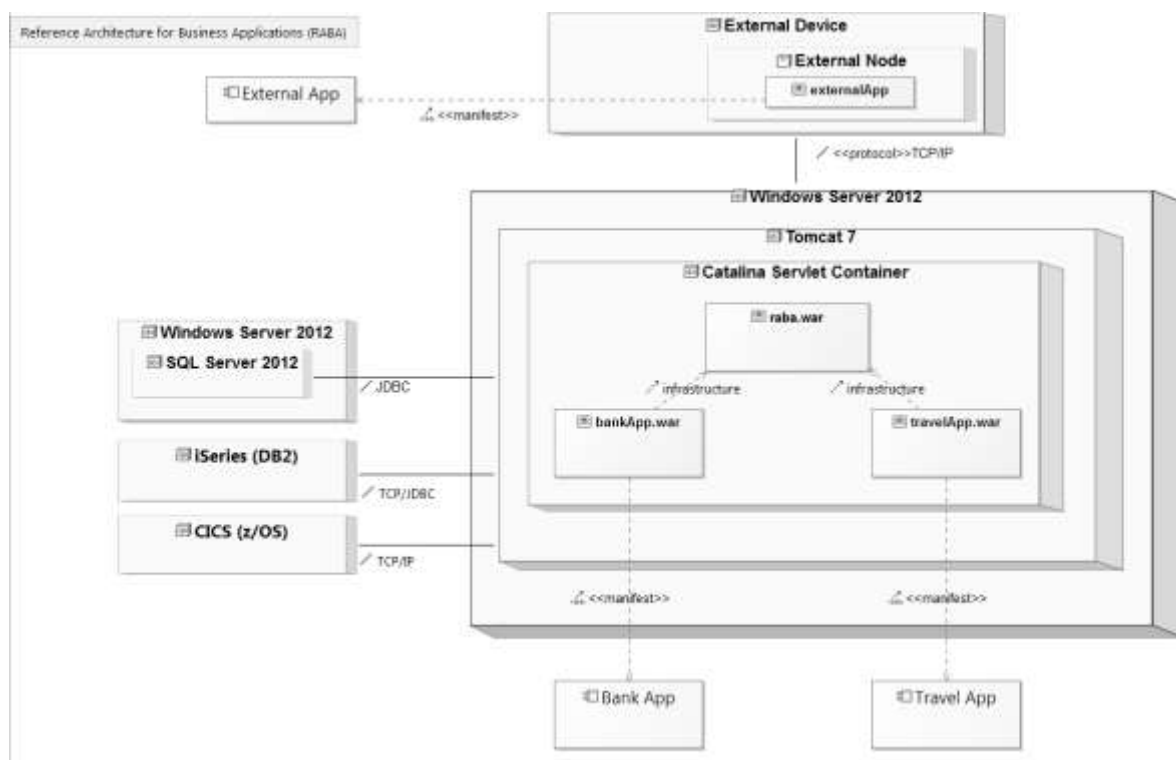 Reference Architecture for Business Applications (RABA)
External Device
External Node
externalApp
External App
<<manifest>>
<<protocol>>TCP/IP
Windows Server 2012
Tomcat 7
Catalina Servlet Container
raba.war
Windows Server 2012
SQL Server 2012
JDBC
infrastructure
infrastructure
bankApp.war
travelApp.war
iSeries (DB2)
TCP/JDBC
CICS (z/OS)
TCP/IP
<<manifest>>
<<manifest>>
Bank App
Travel App